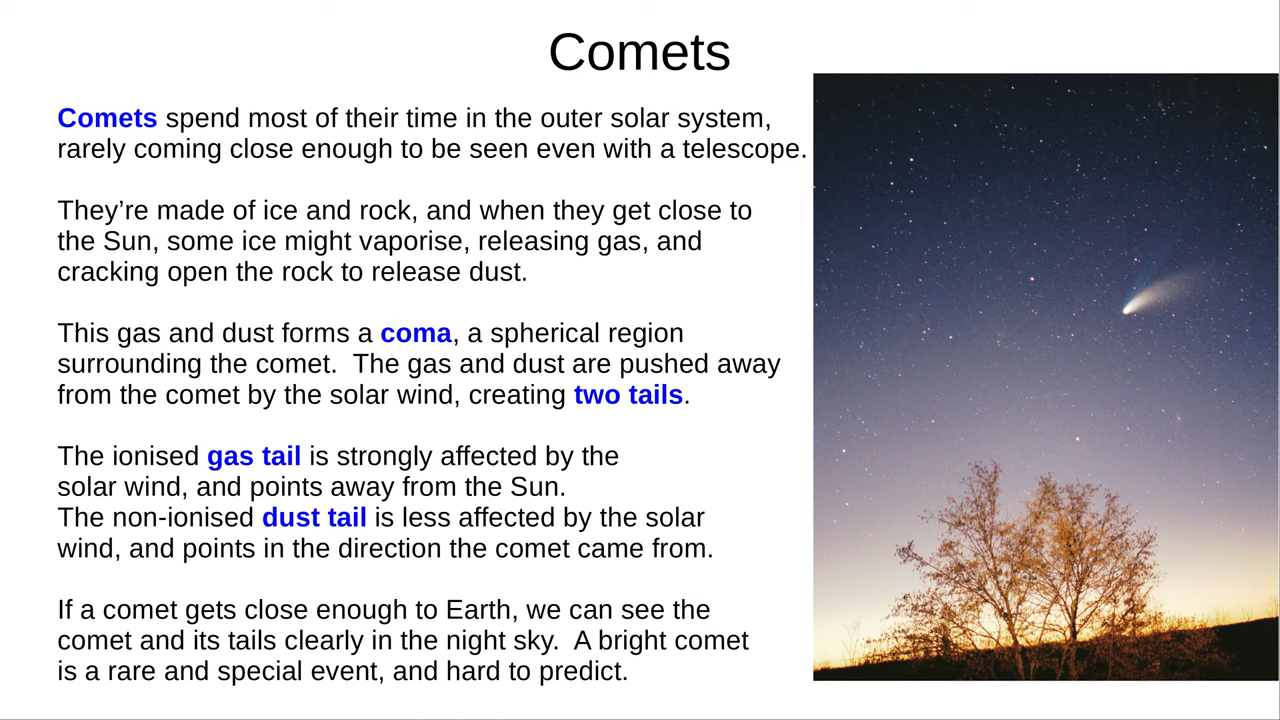 Comets
Comets spend most of their time in the outer solar system,
rarely coming close enough to be seen even with a telescope.
They’re made of ice and rock, and when they get close to
the Sun, some ice might vaporise, releasing gas, and
cracking open the rock to release dust.
This gas and dust forms a coma, a spherical region
surrounding the comet.  The gas and dust are pushed away
from the comet by the solar wind, creating two tails.
The ionised gas tail is strongly affected by the
solar wind, and points away from the Sun.
The non-ionised dust tail is less affected by the solar
wind, and points in the direction the comet came from.
If a comet gets close enough to Earth, we can see the
comet and its tails clearly in the night sky.  A bright comet
is a rare and special event, and hard to predict.